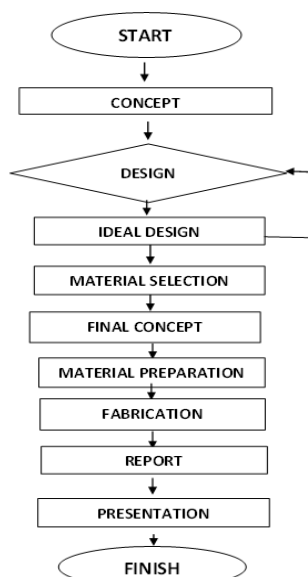 START
CONCEPT
DESIGN
IDEAL DESIGN
MATERIAL SELECTION
FINAL CONCEPT
MATERIAL PREPARATION
FABRICATION
REPORT
PRESENTATION
FINISH